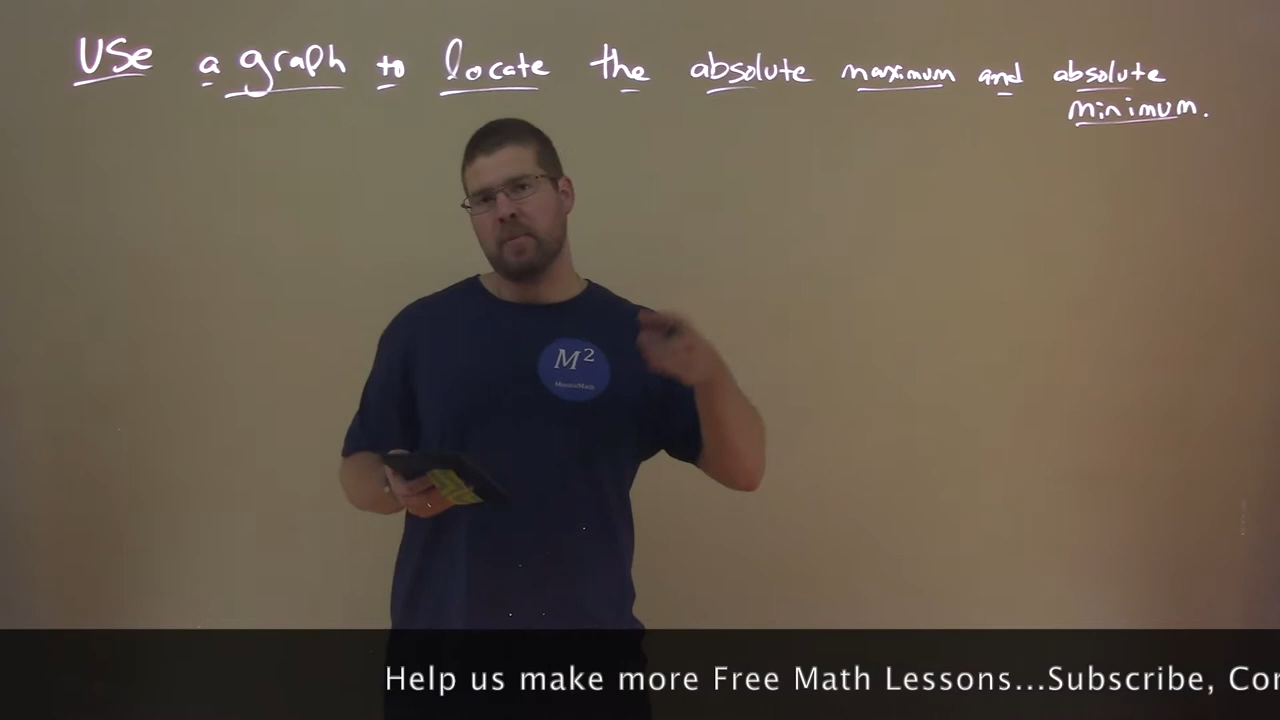 Use a graph to locate the absolute maximum and absolute
minimum.
M²
MinuteMath
Help us make more Free Math Lessons...Subscribe, Co